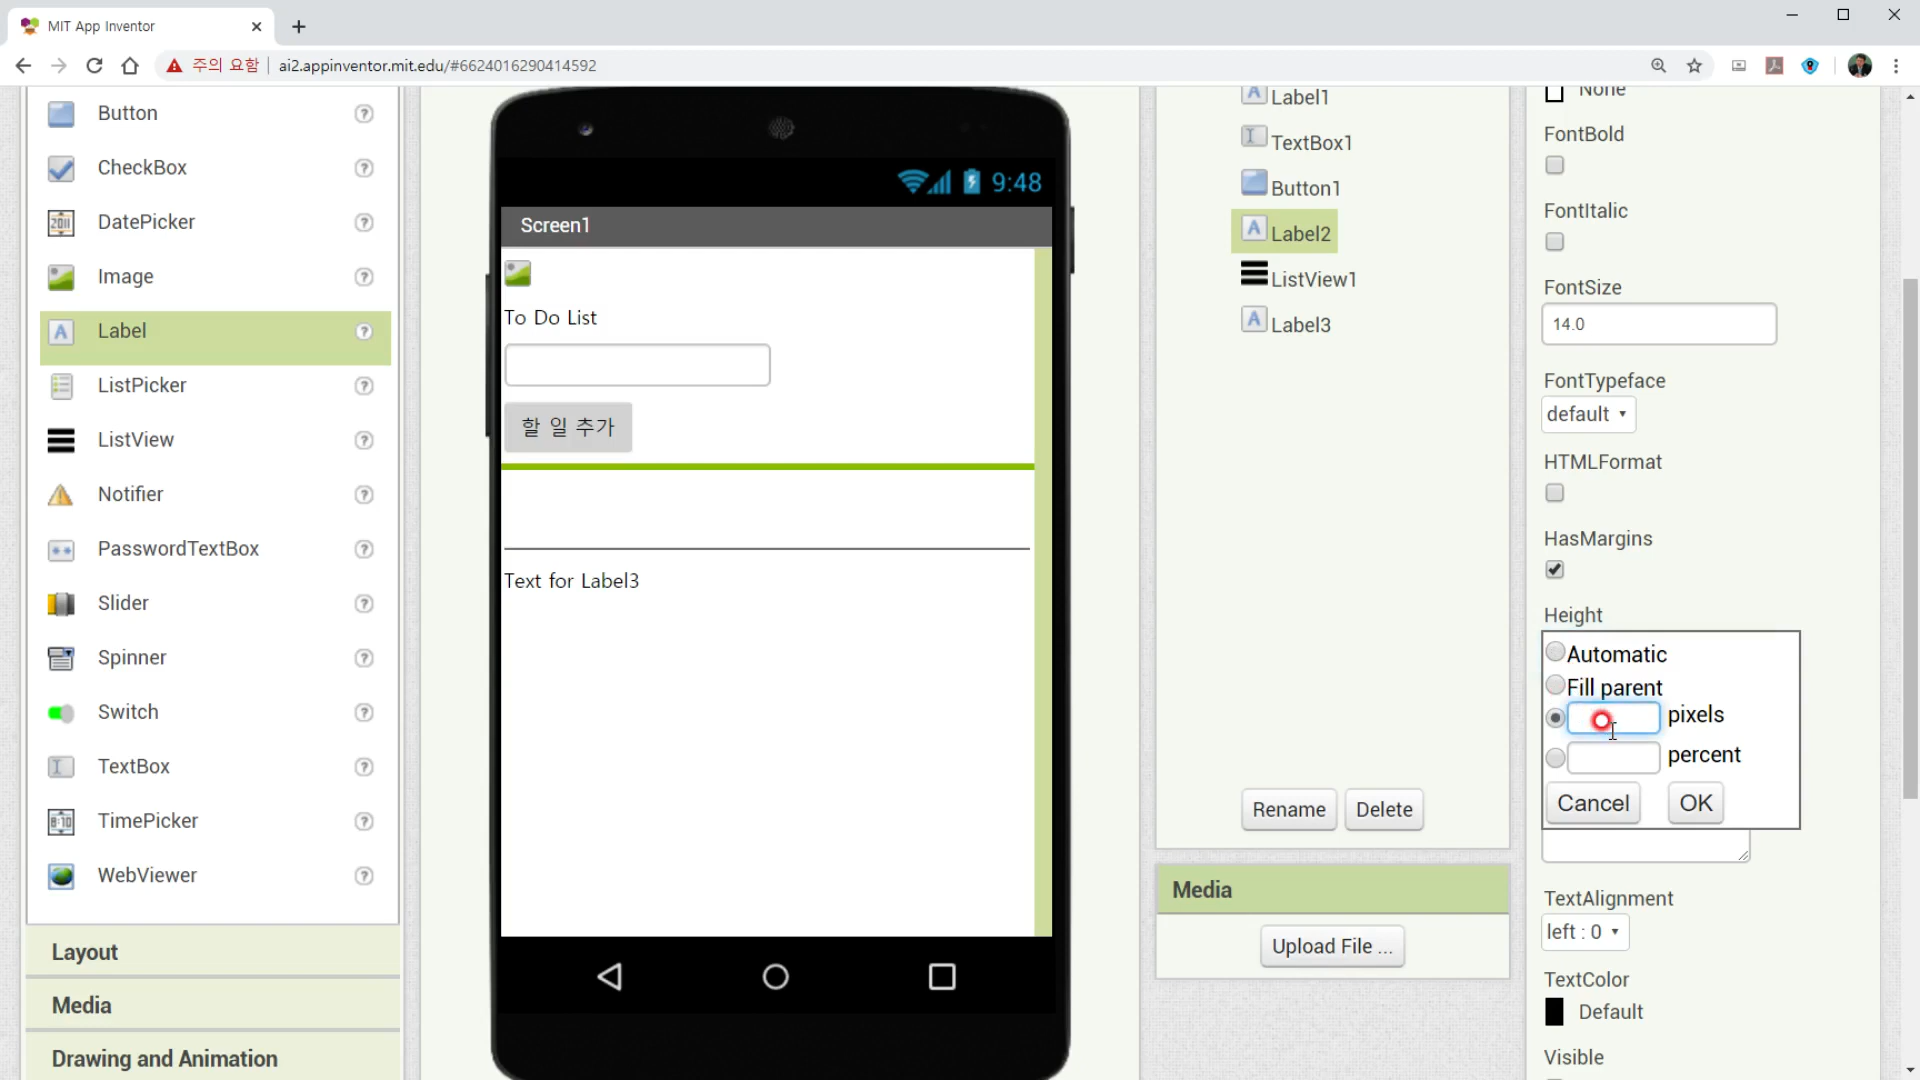 MIT App Inventor
주의 요함
ai2.appinventor.mit.edu/#6624016290414592
Button
CheckBox
DatePicker
Image
Label
ListPicker
ListView
Notifier
PasswordTextBox
Slider
Spinner
Switch
TextBox
TimePicker
WebViewer
Layout
Media
Drawing and Animation
9:48
Screen1
To Do List
할 일 추가
Text for Label3
Label1
TextBox1
Button1
Label2
ListView1
Label3
Rename
Delete
Media
Upload File ...
None
FontBold
FontItalic
FontSize
14.0
FontTypeface
default
HTMLFormat
HasMargins
Height
Automatic
Fill parent
pixels
percent
Cancel
OK
TextAlignment
left : 0
TextColor
Default
Visible